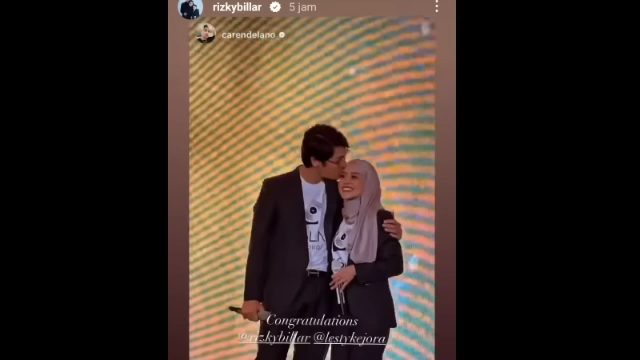 rizkybillar 5 jam
carendelano
Congratulations
@rizkybillar @lestykejora